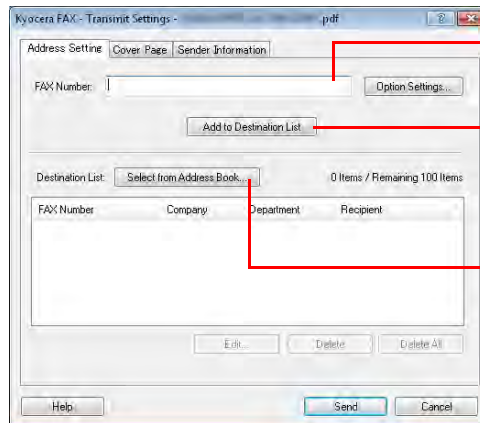 Kyocera FAX - Transmit Settings - .pdf
Address Setting Cover Page Sender Information
FAX Number: Option Settings...
Add to Destination List
Destination List: Select from Address Book... 0 Items / Remaining 100 Items
FAX Number Company Department Recipient
Edit... Delete Delete All
Help Send Cancel